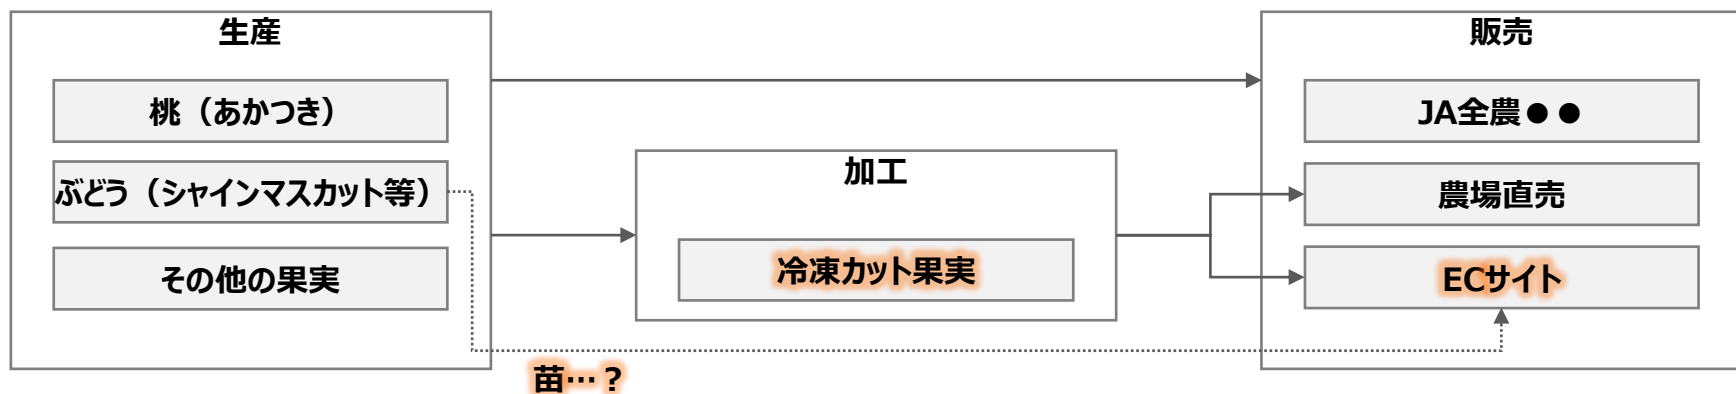 生産
桃（あかつき）
ぶどう（シャインマスカット等）
その他の果実
加工
冷凍カット果実
販売
JA全農●●
農場直売
ECサイト
苗…？